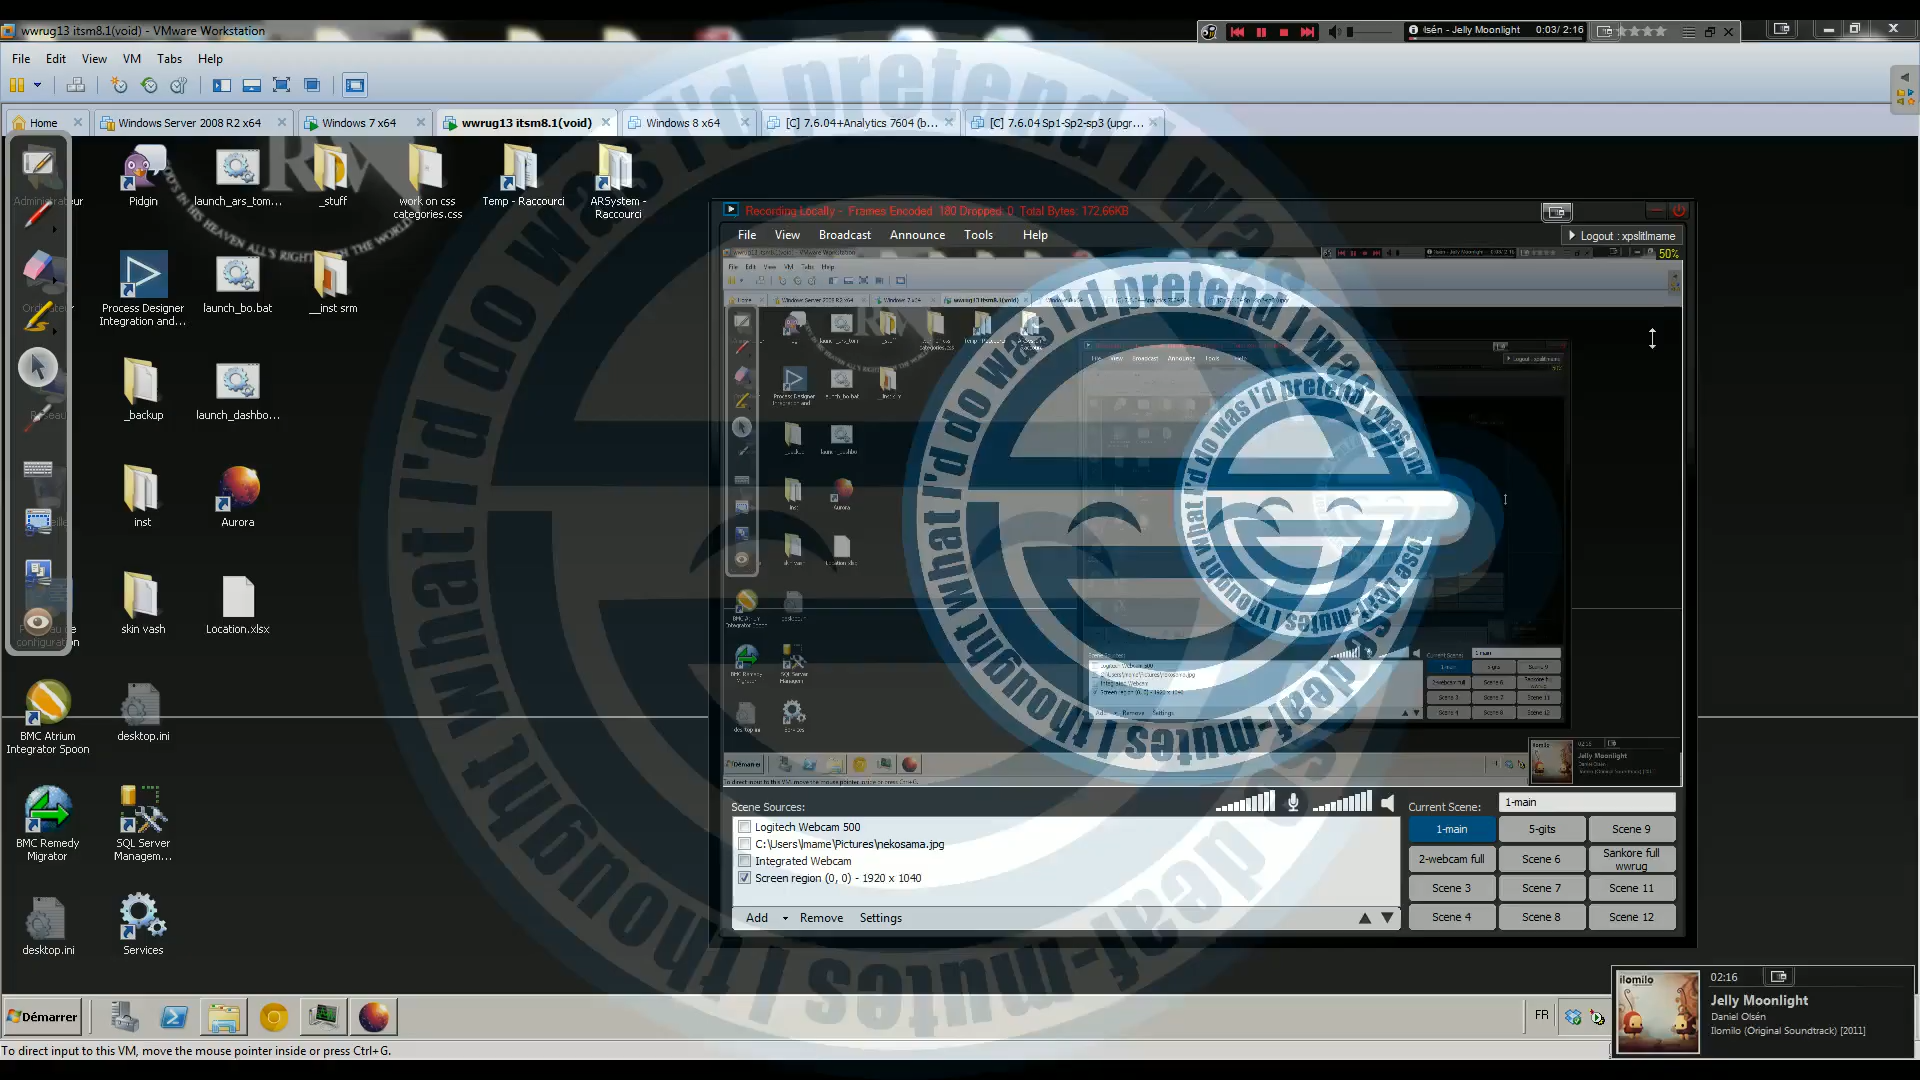 wwrug13 itsm8.1(void) - VMware Workstation
ılsén - Jelly Moonlight 0:03/ 2:16
File Edit View VM Tabs Help
Home
Windows Server 2008 R2 x64
Windows 7 x64
wwrug13 itsm8.1(void)
Windows 8 x64
[C] 7.6.04+Analytics 7604 (b...
[C] 7.6.04 Sp1-Sp2-sp3 (upgr...
Pidgin
launch_ars_tom...
_stuff
work on css categories.css
Temp - Raccourci
ARSystem - Raccourci
Process Designer Integration and...
launch_bo.bat
__inst srm
_backup
launch_dashbo...
inst
Aurora
skin vash
Location.xlsx
configuration
BMC Atrium Integrator Spoon
desktop.ini
BMC Remedy Migrator
SQL Server Managem...
desktop.ini
Services
what I'd do was I'd pretend I was
I thought what I'd do was I'd pretend I was one of those deaf-mutes
Recording Locally - Frames Encoded 180 Dropped 0 Total Bytes: 172.66KB
File View Broadcast Announce Tools Help
Logout : xpslitlmame
50%
Scene Sources:
Logitech Webcam 500
C:\Users\lmame\Pictures\nekosama.jpg
Integrated Webcam
Screen region (0, 0) - 1920 x 1040
Add Remove Settings
Current Scene: 1-main
1-main 5-gits Scene 9
2-webcam full Scene 6 Sankore full wwrug
Scene 3 Scene 7 Scene 11
Scene 4 Scene 8 Scene 12
Démarrer
FR
To direct input to this VM, move the mouse pointer inside or press Ctrl+G.
ilomilo
02:16
Jelly Moonlight
Daniel Olsén
Ilomilo (Original Soundtrack) [2011]